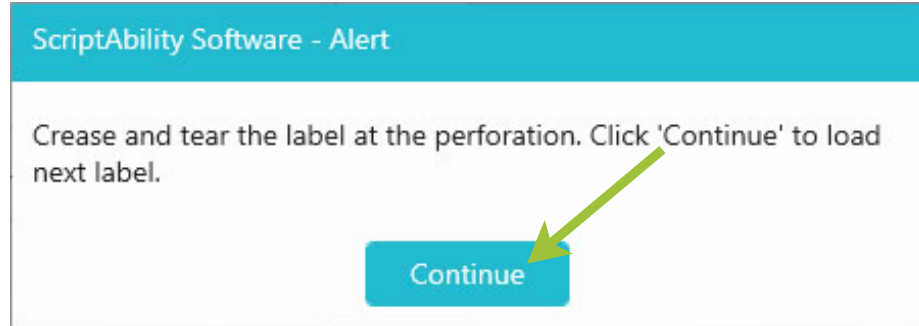 ScriptAbility Software - Alert
Crease and tear the label at the perforation. Click 'Continue' to load
next label.
Continue